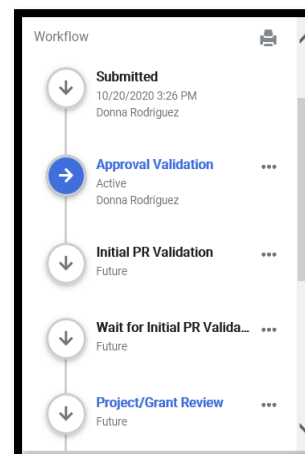 Workflow
Submitted
10/20/2020 3:26 PM
Donna Rodriguez
Approval Validation
Active
Donna Rodriguez
Initial PR Validation
Future
Wait for Initial PR Valida...
Future
Project/Grant Review
Future